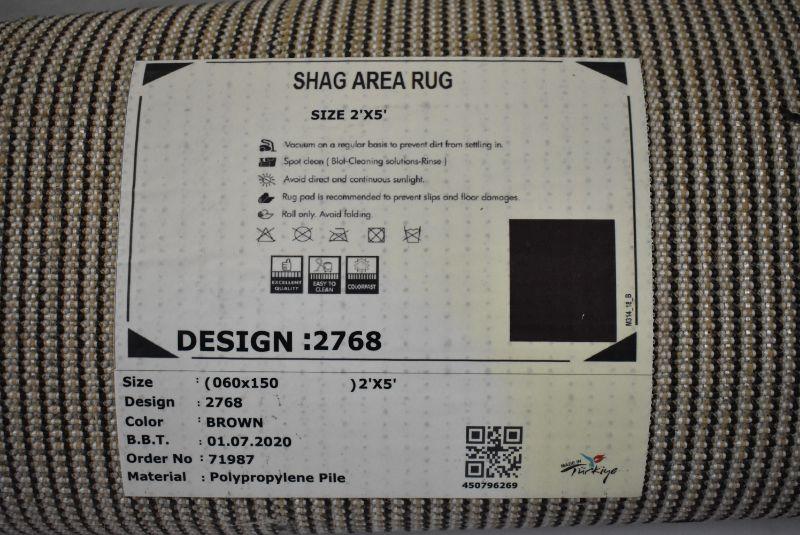 SHAG AREA RUG
SIZE 2'X5'
Vacuum on a regular basis to prevent dirt from settling in.
Spot clean ( Blot-Cleaning solutions-Rinse )
Avoid direct and continuous sunlight.
Rug pad is recommended to prevent slips and floor damages.
Roll only. Avoid folding.
EXCELLENT QUALITY
EASY TO CLEAN
COLORFAST
M314_18_B
DESIGN :2768
Size : (060x150 )2'X5'
Design : 2768
Color : BROWN
B.B.T. : 01.07.2020
Order No : 71987
Material : Polypropylene Pile
450796269
MADE IN
Türkiye